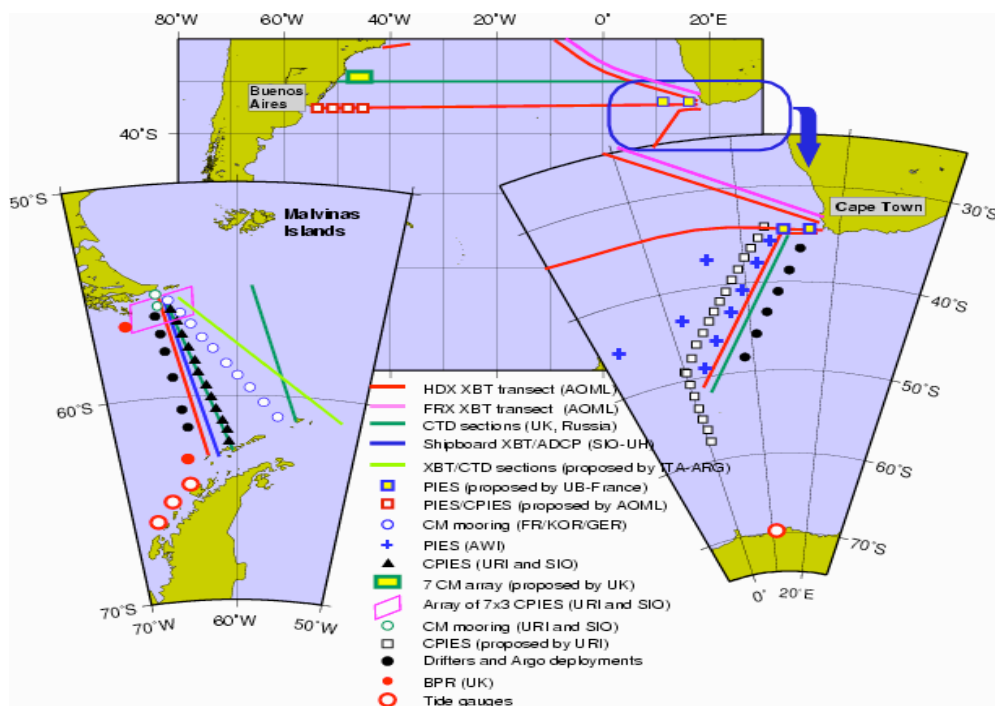 80°W 60°W 40°W 20°W 0° 20°E
Buenos
Aires
40°S
50°S
Malvinas
Islands
Cape Town
30°S
40°S
50°S
60°S
60°S
70°S
0° 20°E
70°S
70°W 60°W 50°W
HDX XBT transect (AOML)
FRX XBT transect (AOML)
CTD sections (UK, Russia)
Shipboard XBT/ADCP (SIO-UH)
XBT/CTD sections (proposed by ITA-ARG)
PIES (proposed by UB-France)
PIES/CPIES (proposed by AOML)
CM mooring (FR/KOR/GER)
PIES (AWI)
CPIES (URI and SIO)
7 CM array (proposed by UK)
Array of 7x3 CPIES (URI and SIO)
CM mooring (URI and SIO)
CPIES (proposed by URI)
Drifters and Argo deployments
BPR (UK)
Tide gauges